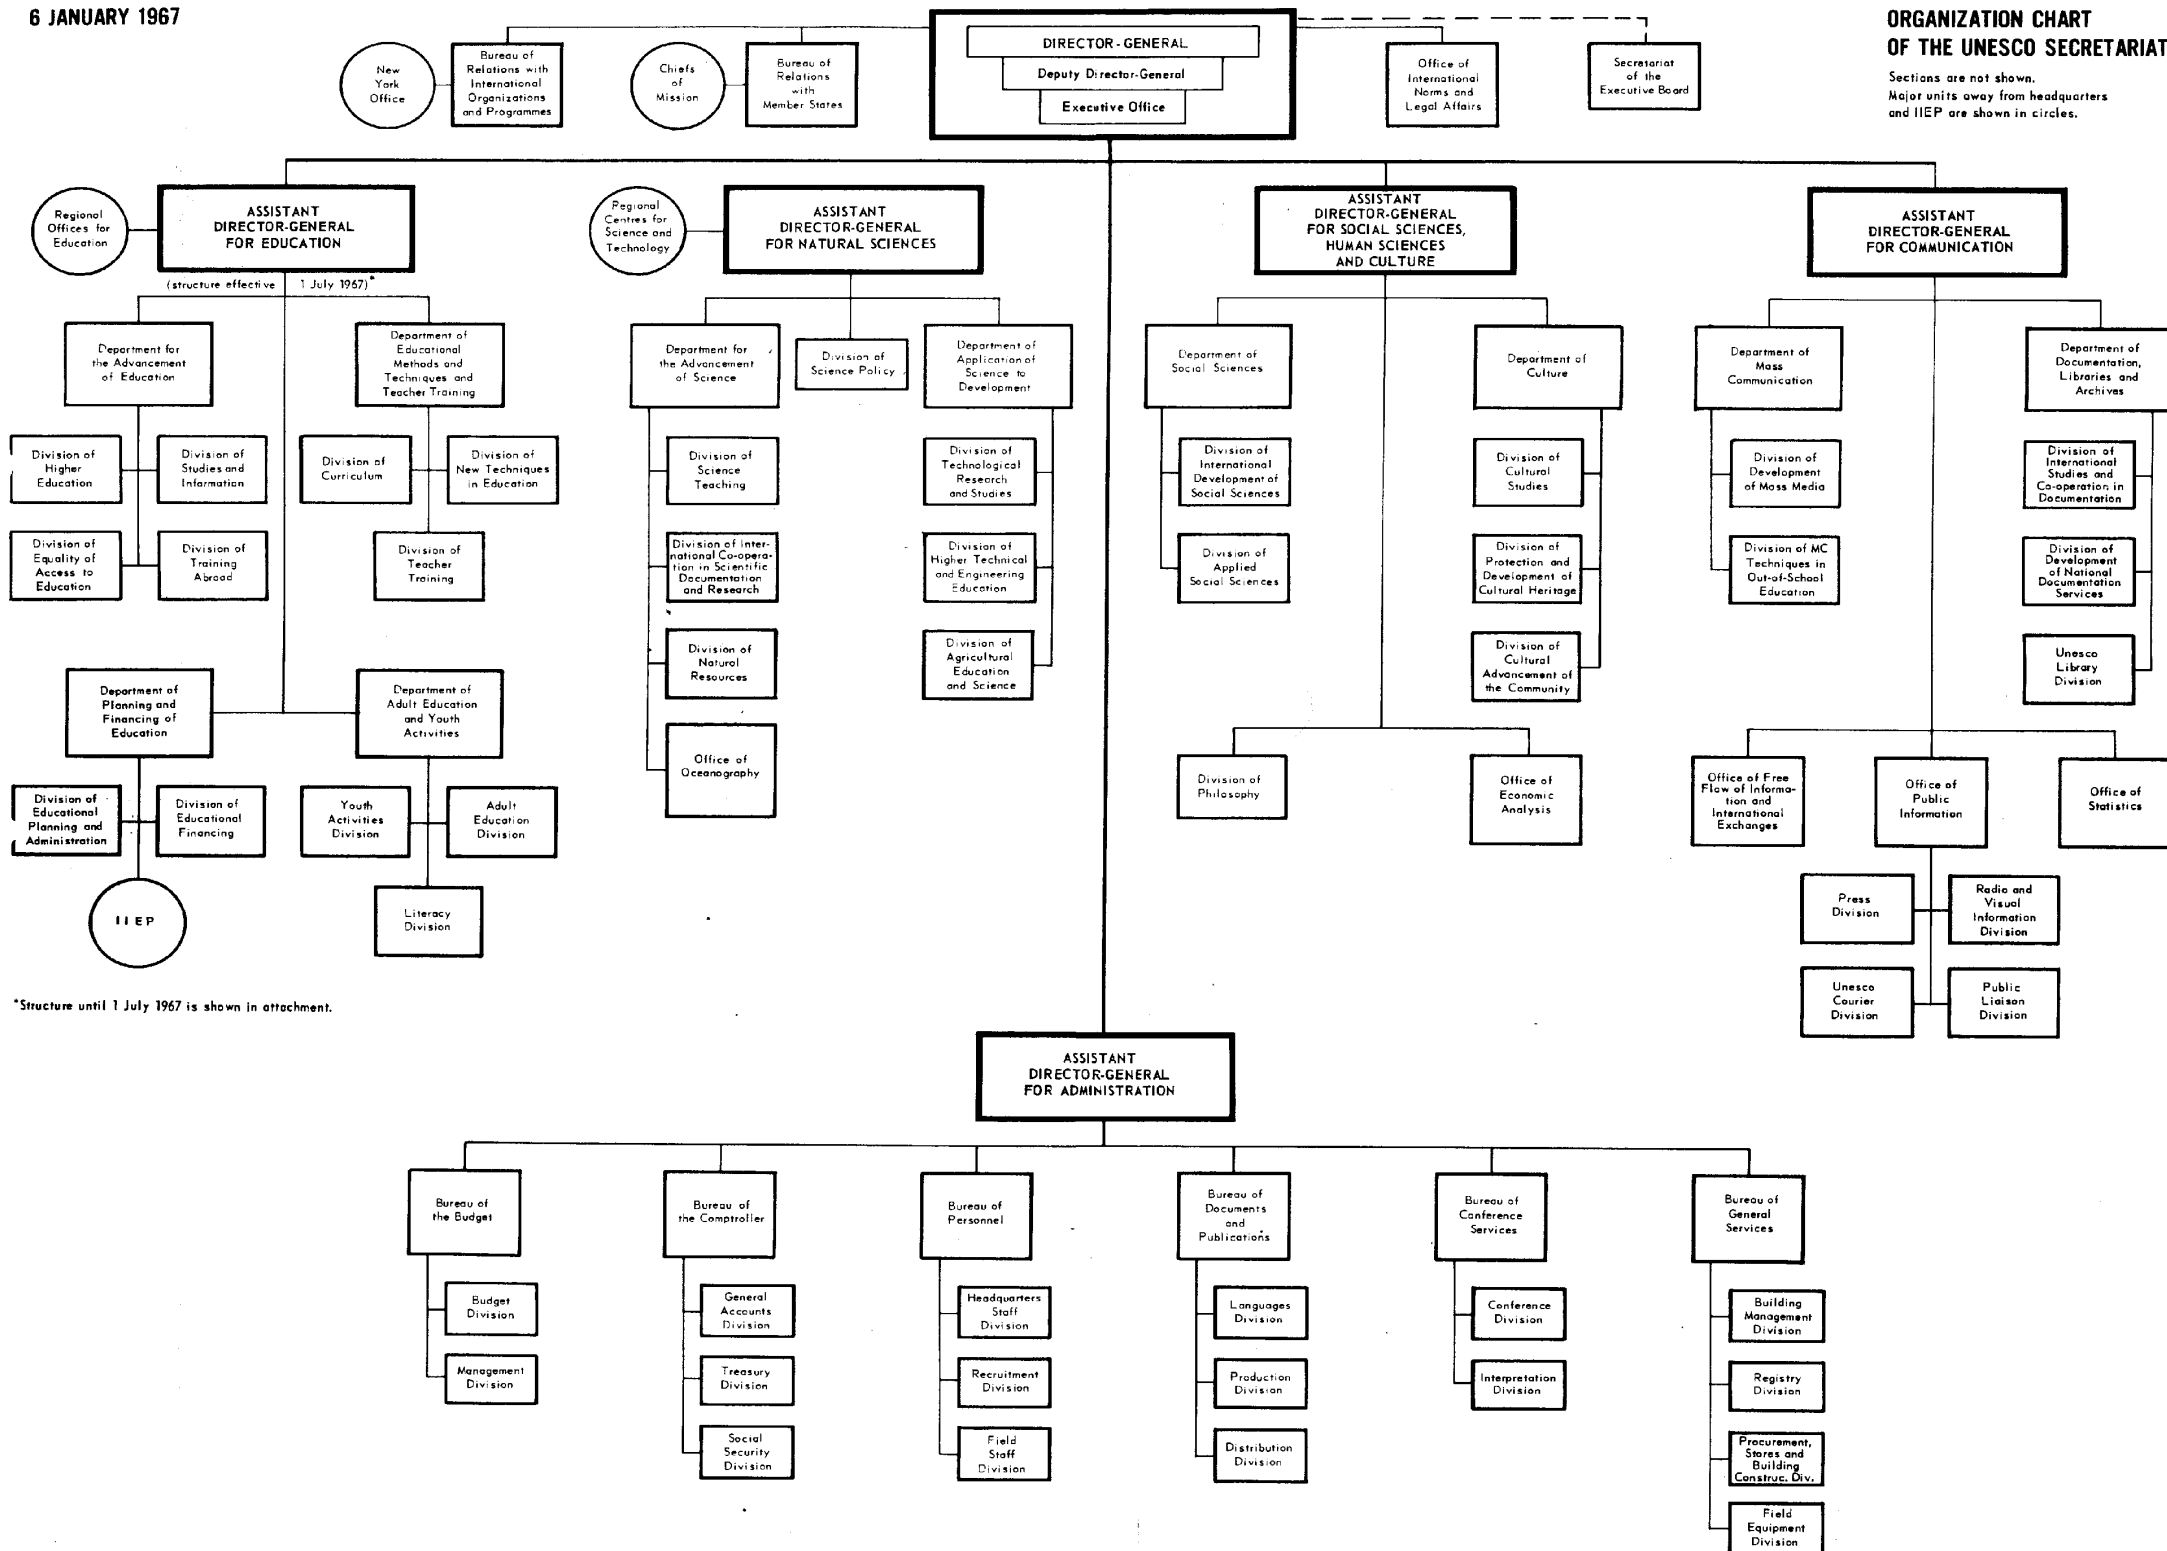 6 JANUARY 1967
ORGANIZATION CHART
OF THE UNESCO SECRETARIAT
Sections are not shown.
Major units away from headquarters
and IIEP are shown in circles.
New
York
Office
Bureau of
Relations with
International
Organizations
and Programmes
Chiefs
of
Mission
Bureau of
Relations
with
Member States
DIRECTOR-GENERAL
Deputy Director-General
Executive Office
Office of
International
Norms and
Legal Affairs
Secretariat
of the
Executive Board
Regional
Offices for
Education
ASSISTANT
DIRECTOR-GENERAL
FOR EDUCATION
(structure effective 1 July 1967)*
Regional
Centres for
Science and
Technology
ASSISTANT
DIRECTOR-GENERAL
FOR NATURAL SCIENCES
ASSISTANT
DIRECTOR-GENERAL
FOR SOCIAL SCIENCES,
HUMAN SCIENCES
AND CULTURE
ASSISTANT
DIRECTOR-GENERAL
FOR COMMUNICATION
Department for
the Advancement
of Education
Department of
Educational
Methods and
Techniques and
Teacher Training
Department for
the Advancement
of Science
Division of
Science Policy
Department of
Application of
Science to
Development
Department of
Social Sciences
Department of
Culture
Department of
Mass
Communication
Department of
Documentation,
Libraries and
Archives
Division of
Higher
Education
Division of
Studies and
Information
Division of
Curriculum
Division of
New Techniques
in Education
Division of
Science
Teaching
Division of
Technological
Research
and Studies
Division of
International
Development of
Social Sciences
Division of
Cultural
Studies
Division of
Development
of Mass Media
Division of
International
Studies and
Co-operation in
Documentation
Division of
Equality of
Access to
Education
Division of
Training
Abroad
Division of
Teacher
Training
Division of Inter-
national Co-opera-
tion in Scientific
Documentation
and Research
Division of
Higher Technical
and Engineering
Education
Division of
Applied
Social Sciences
Division of
Protection and
Development of
Cultural Heritage
Division of MC
Techniques in
Out-of-School
Education
Division of
Development
of National
Documentation
Services
Division of
Natural
Resources
Division of
Agricultural
Education
and Science
Division of
Cultural
Advancement of
the Community
Unesco
Library
Division
Department of
Planning and
Financing of
Education
Department of
Adult Education
and Youth
Activities
Office of
Oceanography
Division of
Philosophy
Office of
Economic
Analysis
Office of Free
Flow of Informa-
tion and
International
Exchanges
Office of
Public
Information
Office of
Statistics
Division of
Educational
Planning and
Administration
Division of
Educational
Financing
Youth
Activities
Division
Adult
Education
Division
IIEP
Literacy
Division
Press
Division
Radio and
Visual
Information
Division
Unesco
Courier
Division
Public
Liaison
Division
*Structure until 1 July 1967 is shown in attachment.
ASSISTANT
DIRECTOR-GENERAL
FOR ADMINISTRATION
Bureau of
the Budget
Bureau of
the Comptroller
Bureau of
Personnel
Bureau of
Documents
and
Publications
Bureau of
Conference
Services
Bureau of
General
Services
Budget
Division
General
Accounts
Division
Headquarters
Staff
Division
Languages
Division
Conference
Division
Building
Management
Division
Management
Division
Treasury
Division
Recruitment
Division
Production
Division
Interpretation
Division
Registry
Division
Social
Security
Division
Field
Staff
Division
Distribution
Division
Procurement,
Stores and
Building
Construc. Div.
Field
Equipment
Division